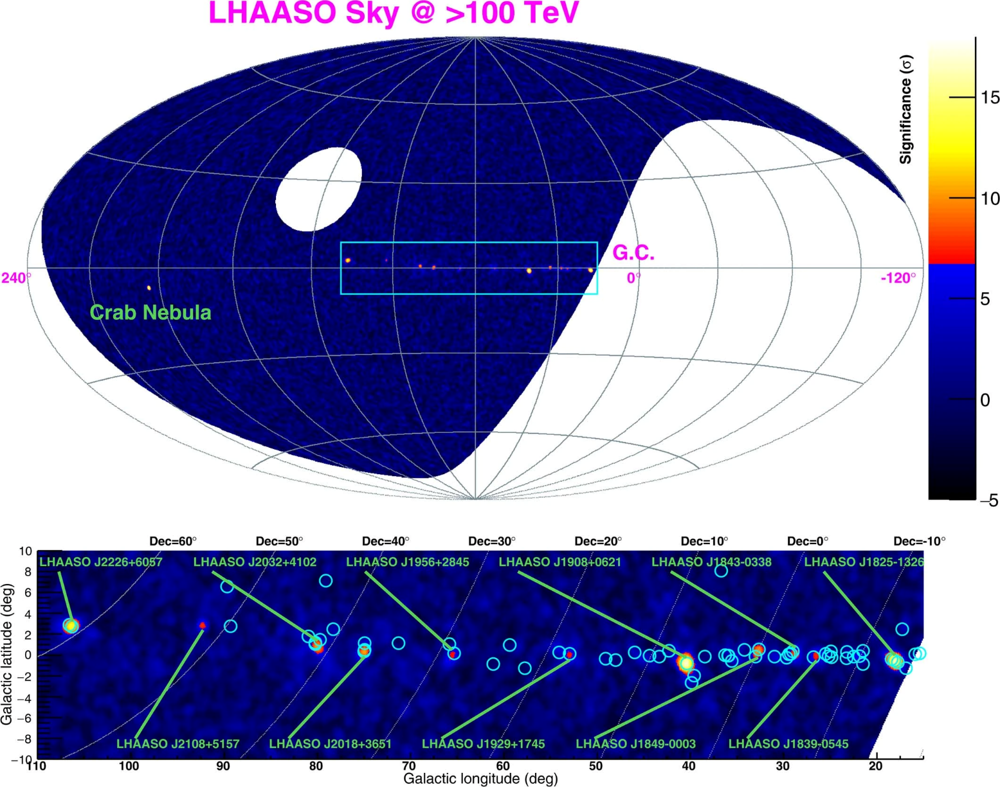 LHAASO Sky @ >100 TeV
Significance (σ)
15
10
5
0
−5
G.C.
240°
0°
-120°
Crab Nebula
Dec=60°
Dec=50°
Dec=40°
Dec=30°
Dec=20°
Dec=10°
Dec=0°
Dec=-10°
LHAASO J2226+6057
LHAASO J2032+4102
LHAASO J1956+2845
LHAASO J1908+0621
LHAASO J1843-0338
LHAASO J1825-1326
Galactic latitude (deg)
10
8
6
4
2
0
−2
−4
−6
−8
−10
LHAASO J2108+5157
LHAASO J2018+3651
LHAASO J1929+1745
LHAASO J1849-0003
LHAASO J1839-0545
110
100
90
80
70
60
50
40
30
20
Galactic longitude (deg)